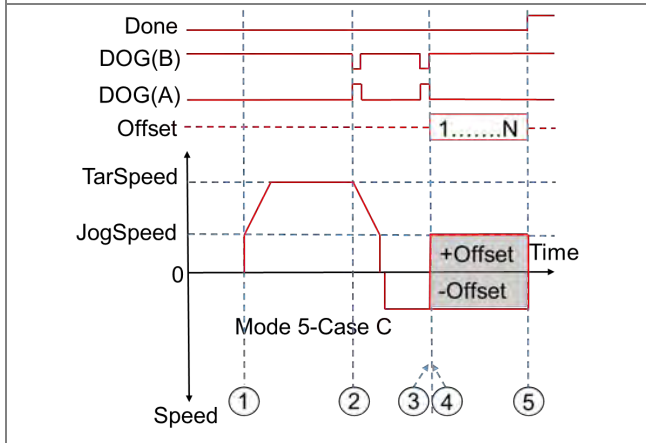 Done
DOG(B)
DOG(A)
Offset
1.......N
TarSpeed
JogSpeed
+Offset
Time
0
-Offset
Mode 5-Case C
1 2 3 4 5
Speed